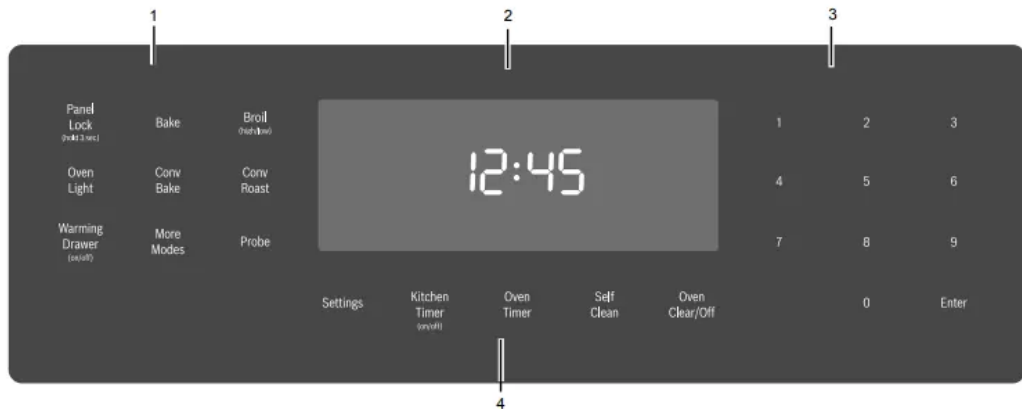 1
2
3
Panel
Lock
(hold 3 sec)
Bake
Broil
(high/low)
Oven
Light
Conv
Bake
Conv
Roast
Warming
Drawer
(on/off)
More
Modes
Probe
12:45
Settings
Kitchen
Timer
(on/off)
Oven
Timer
Self
Clean
Oven
Clear/Off
1 2 3
4 5 6
7 8 9
0 Enter
4